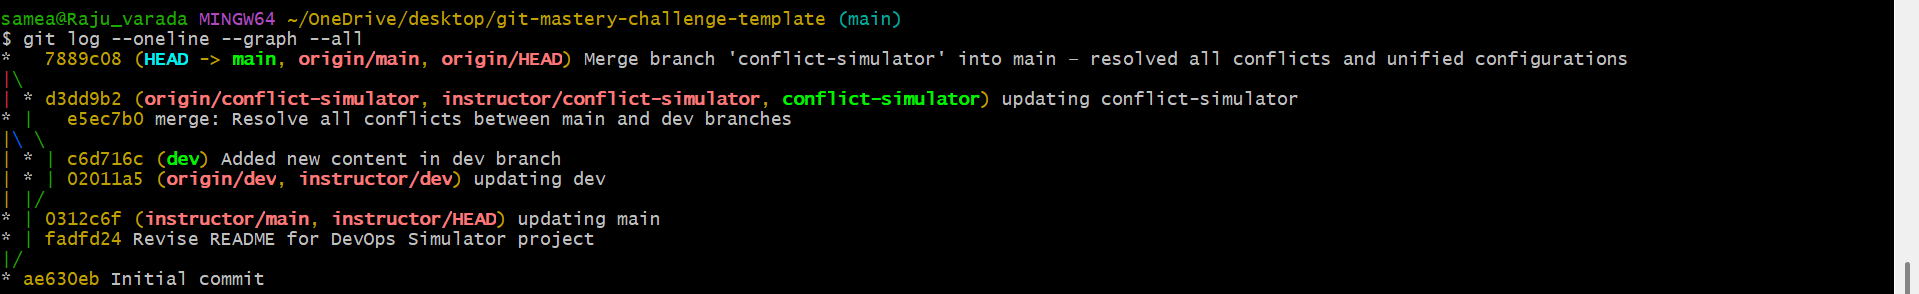 samea@Raju_varada MINGW64 ~/OneDrive/desktop/git-mastery-challenge-template (main)
$ git log --oneline --graph --all
*   7889c08 (HEAD -> main, origin/main, origin/HEAD) Merge branch 'conflict-simulator' into main – resolved all conflicts and unified configurations
|\
| * d3dd9b2 (origin/conflict-simulator, instructor/conflict-simulator, conflict-simulator) updating conflict-simulator
* |   e5ec7b0 merge: Resolve all conflicts between main and dev branches
|\ \
| * | c6d716c (dev) Added new content in dev branch
| * | 02011a5 (origin/dev, instructor/dev) updating dev
| |/
* | 0312c6f (instructor/main, instructor/HEAD) updating main
* | fadfd24 Revise README for DevOps Simulator project
|/
* ae630eb Initial commit